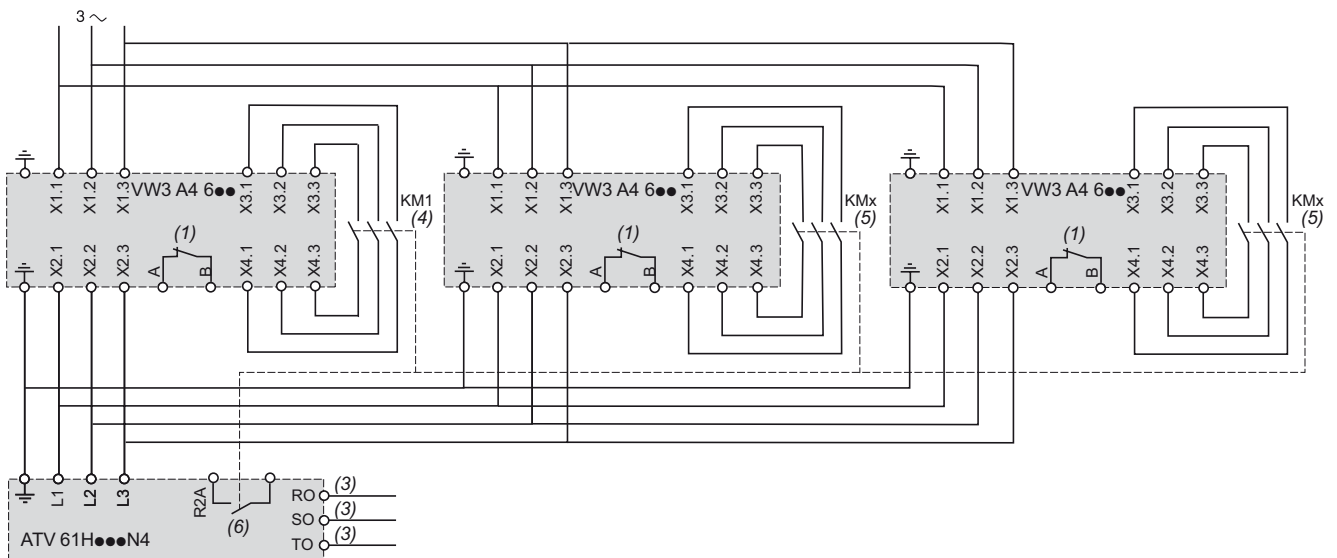 3 ~
X1.1 X1.2 X1.3 VW3 A4 6●● X3.1 X3.2 X3.3
KM1
(4)
(1)
X2.1 X2.2 X2.3 A B X4.1 X4.2 X4.3
X1.1 X1.2 X1.3 VW3 A4 6●● X3.1 X3.2 X3.3
KMx
(5)
(1)
X2.1 X2.2 X2.3 A B X4.1 X4.2 X4.3
X1.1 X1.2 X1.3 VW3 A4 6●● X3.1 X3.2 X3.3
KMx
(5)
(1)
X2.1 X2.2 X2.3 A B X4.1 X4.2 X4.3
L1 L2 L3 R2A
(6)
RO (3)
SO (3)
TO (3)
ATV 61H●●●N4